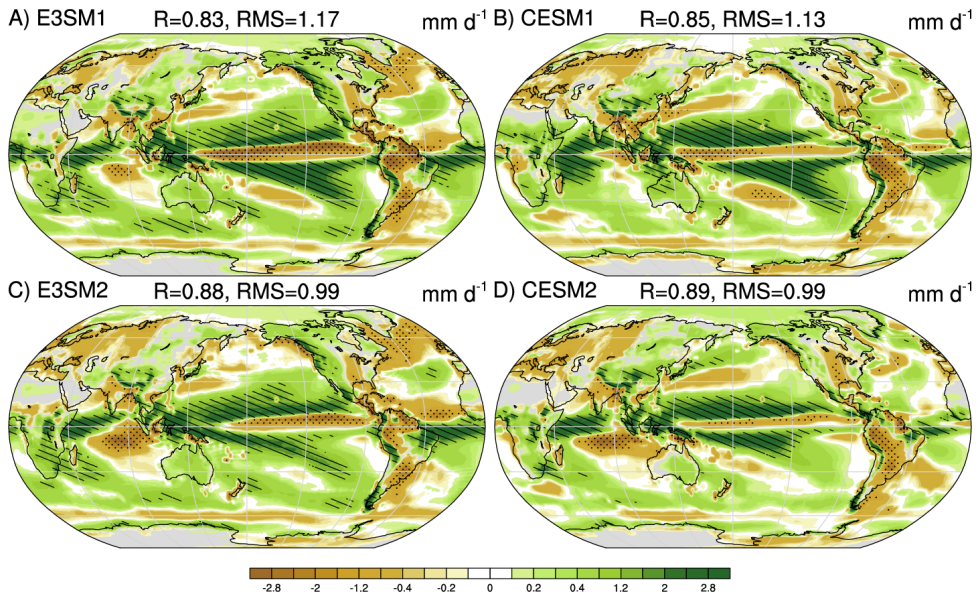 A) E3SM1 R=0.83, RMS=1.17 mm d-1
B) CESM1 R=0.85, RMS=1.13 mm d-1
C) E3SM2 R=0.88, RMS=0.99 mm d-1
D) CESM2 R=0.89, RMS=0.99 mm d-1
-2.8 -2 -1.2 -0.4 -0.2 0 0.2 0.4 1.2 2 2.8